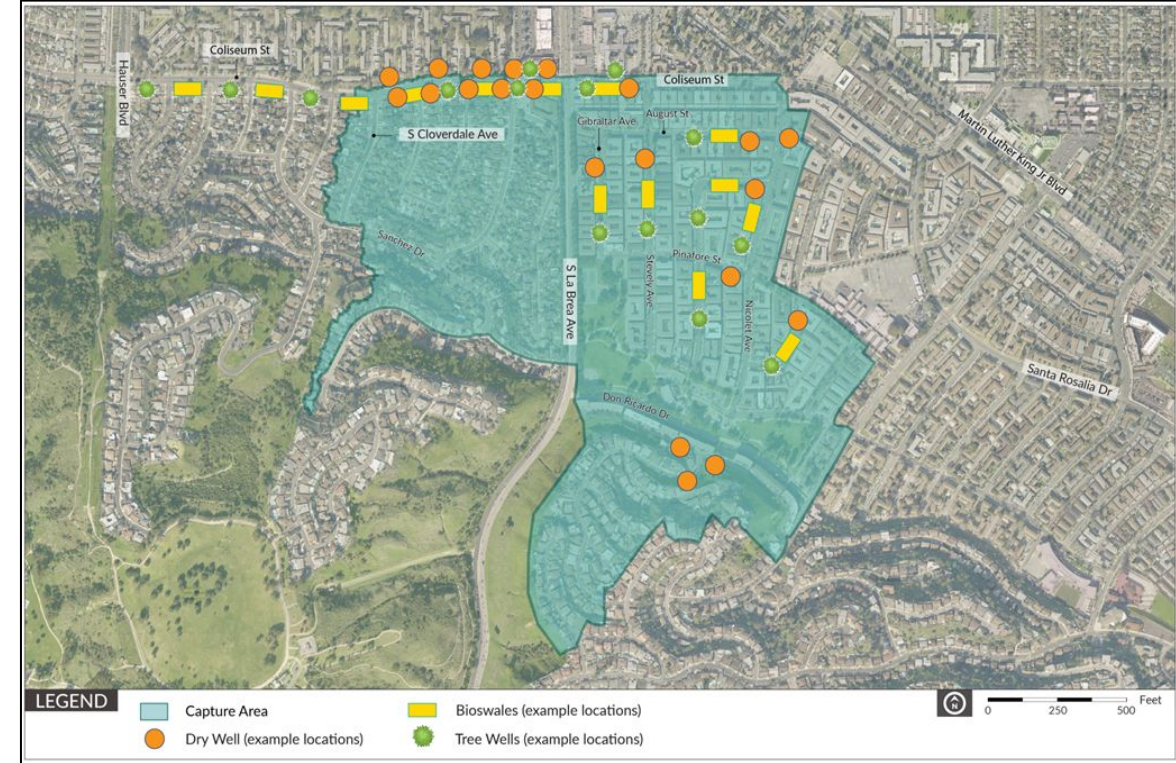 Coliseum St
Hauser Blvd
Coliseum St
S Cloverdale Ave
Gibraltar Ave
August St
Martin Luther King Jr Blvd
Sanchez Dr
Pinafore St
Stevely Ave
S La Brea Ave
Nicolet Ave
Santa Rosalia Dr
Don Ricardo Dr
LEGEND
Capture Area
Bioswales (example locations)
Dry Well (example locations)
Tree Wells (example locations)
N
Feet
0 250 500